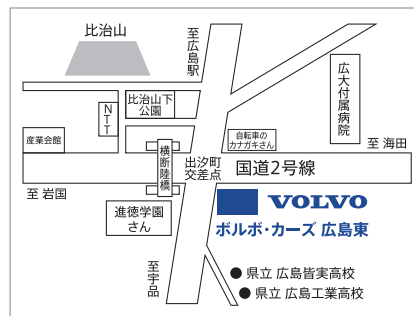 比治山
至広島駅
比治山下
公園
NTT
産業会館
広大付属病院
自転車の
カナガキさん
至 海田
横断陸橋
出汐町
交差点
国道2号線
至 岩国
進徳学園
さん
VOLVO
ボルボ・カーズ 広島東
至宇品
● 県立 広島皆実高校
● 県立 広島工業高校